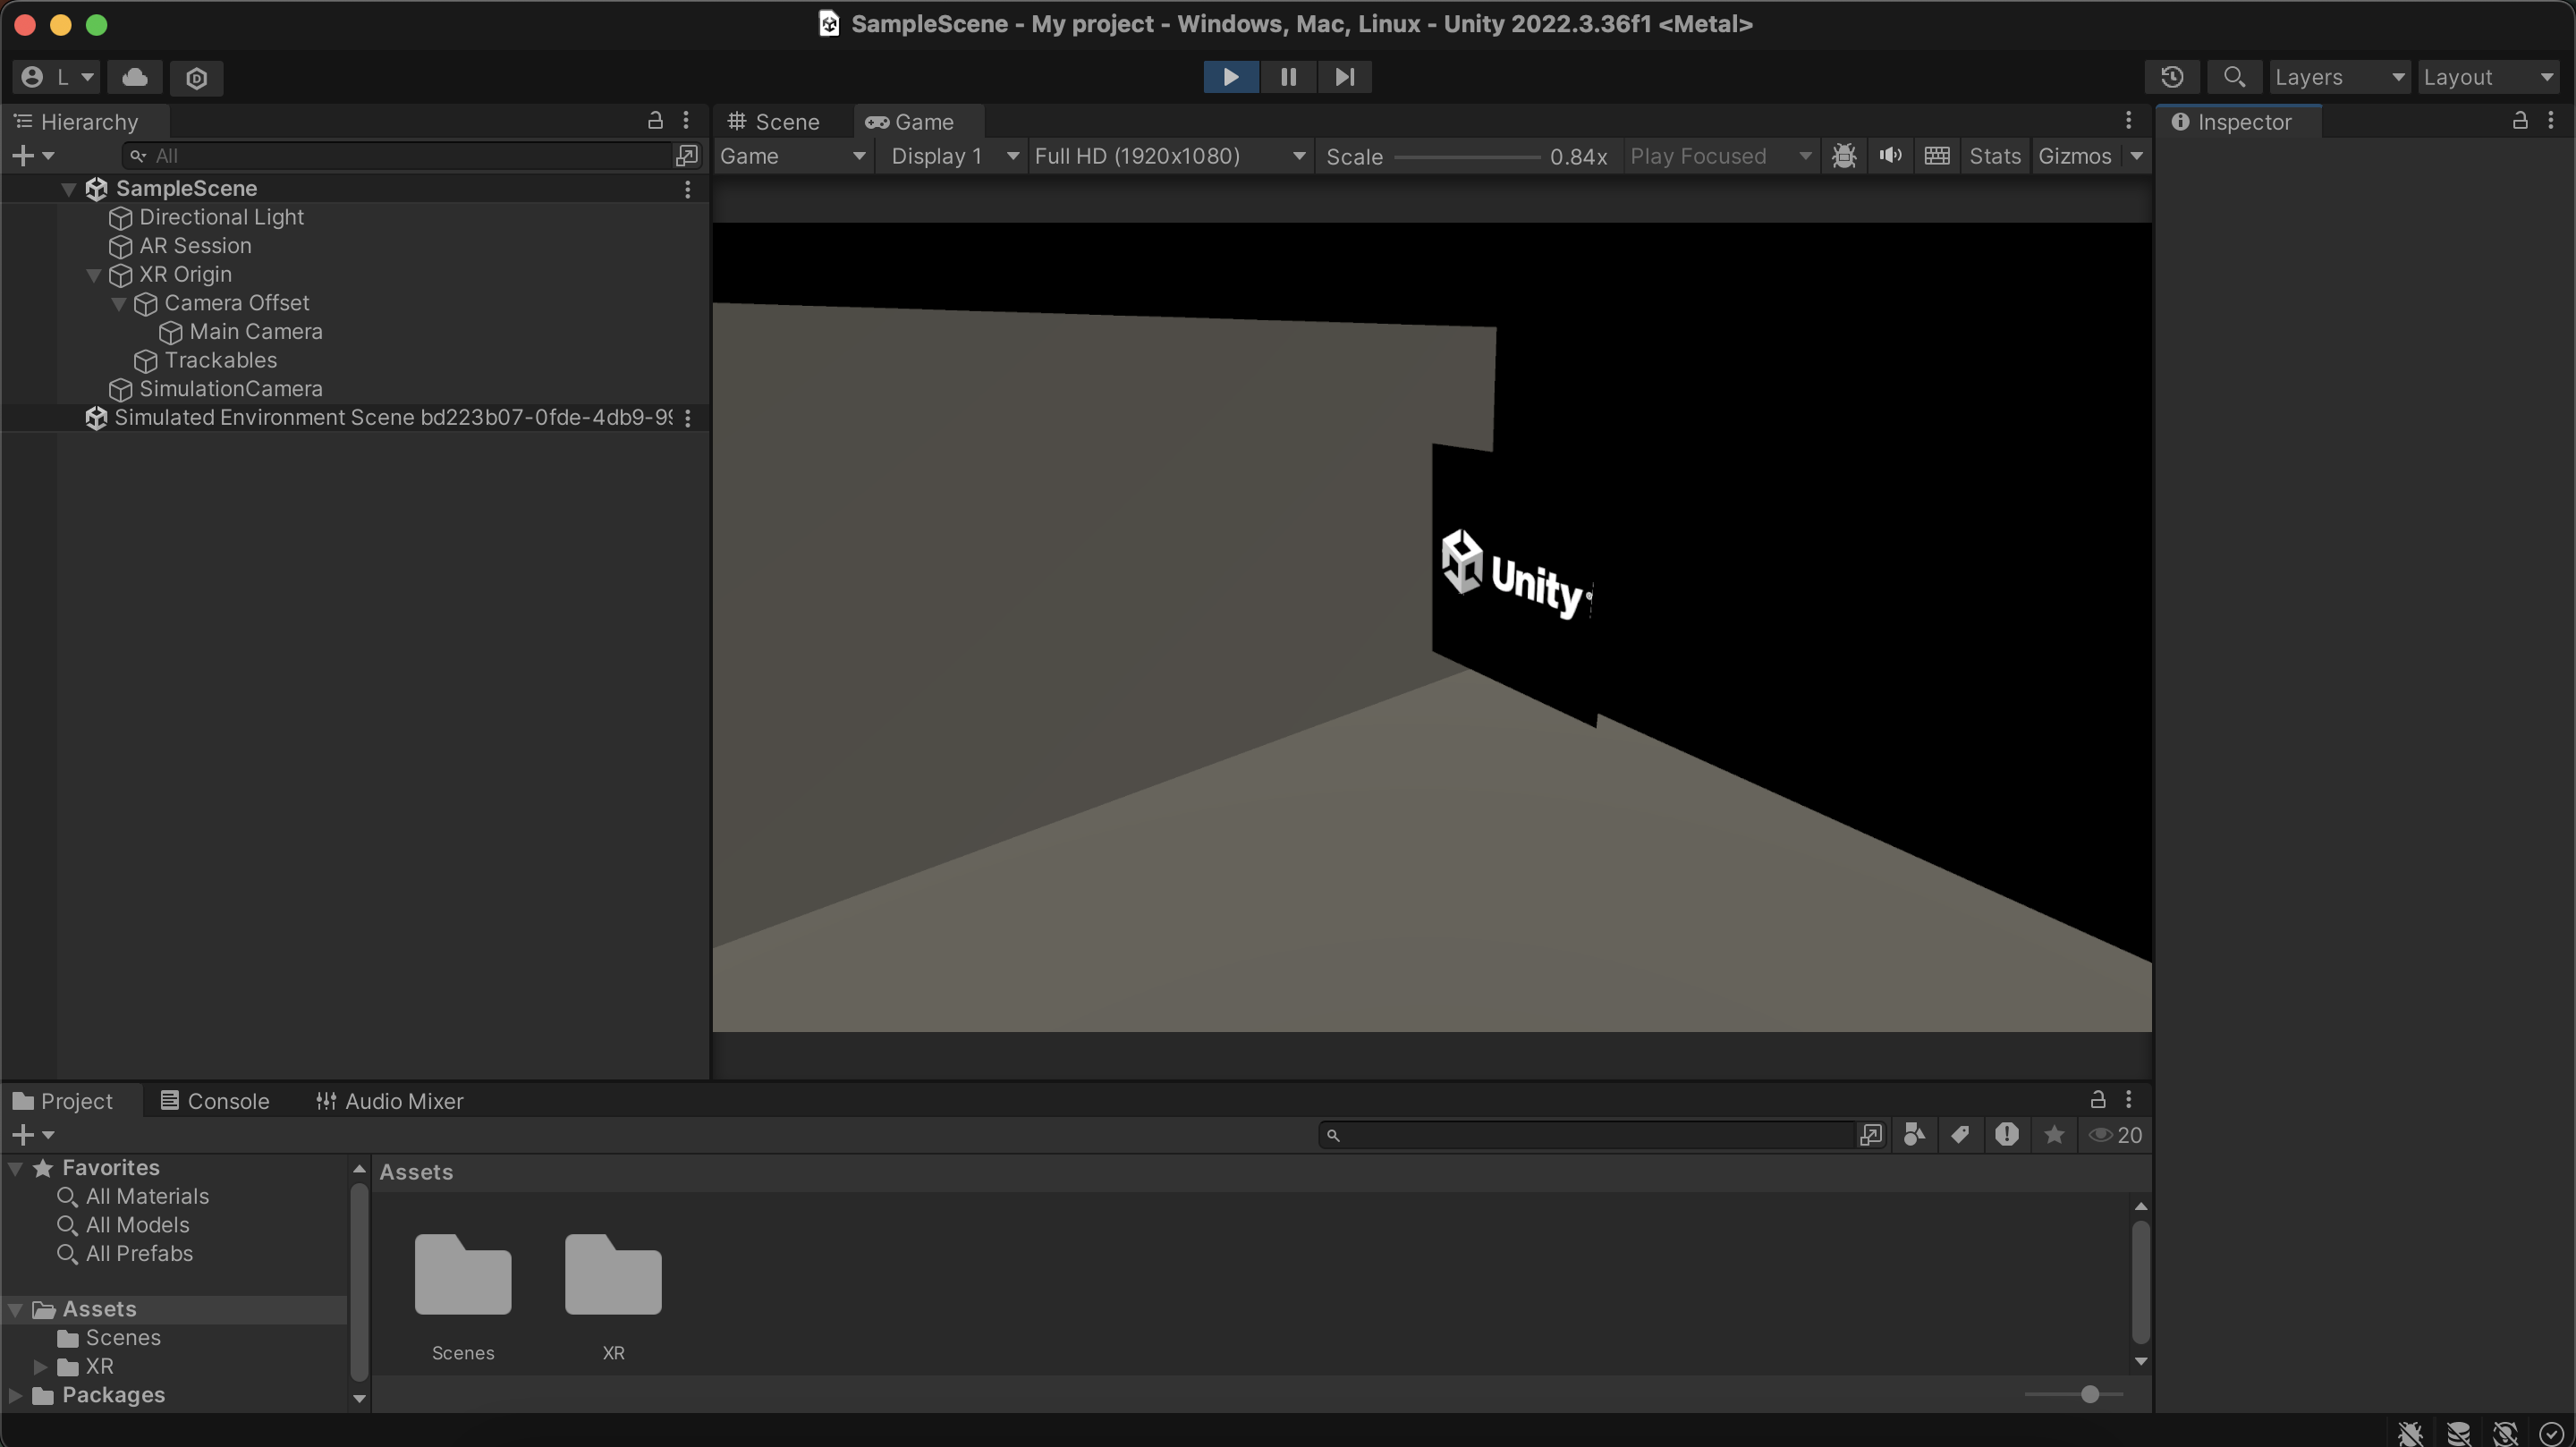 SampleScene - My project - Windows, Mac, Linux - Unity 2022.3.36f1 <Metal>
L
Layers
Layout
Hierarchy
All
SampleScene
Directional Light
AR Session
XR Origin
Camera Offset
Main Camera
Trackables
SimulationCamera
Simulated Environment Scene bd223b07-0fde-4db9-99
Scene
Game
Game
Display 1
Full HD (1920x1080)
Scale
0.84x
Play Focused
Stats
Gizmos
Unity
Inspector
Project
Console
Audio Mixer
20
Favorites
All Materials
All Models
All Prefabs
Assets
Scenes
XR
Packages
Assets
Scenes
XR